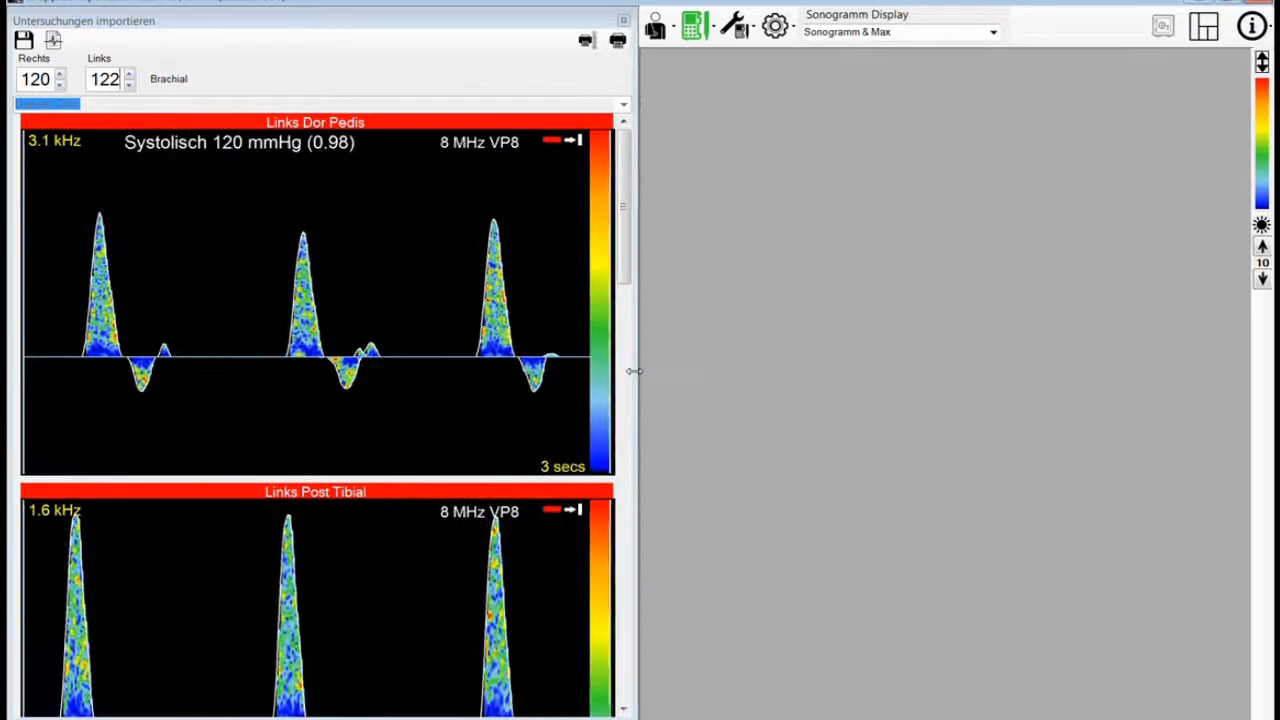 Untersuchungen importieren
Sonogramm Display
Sonogramm & Max
Rechts
Links
120
122
Brachial
Links Dor Pedis
3.1 kHz
Systolisch 120 mmHg (0.98)
8 MHz VP8
3 secs
Links Post Tibial
1.6 kHz
8 MHz VP8
10